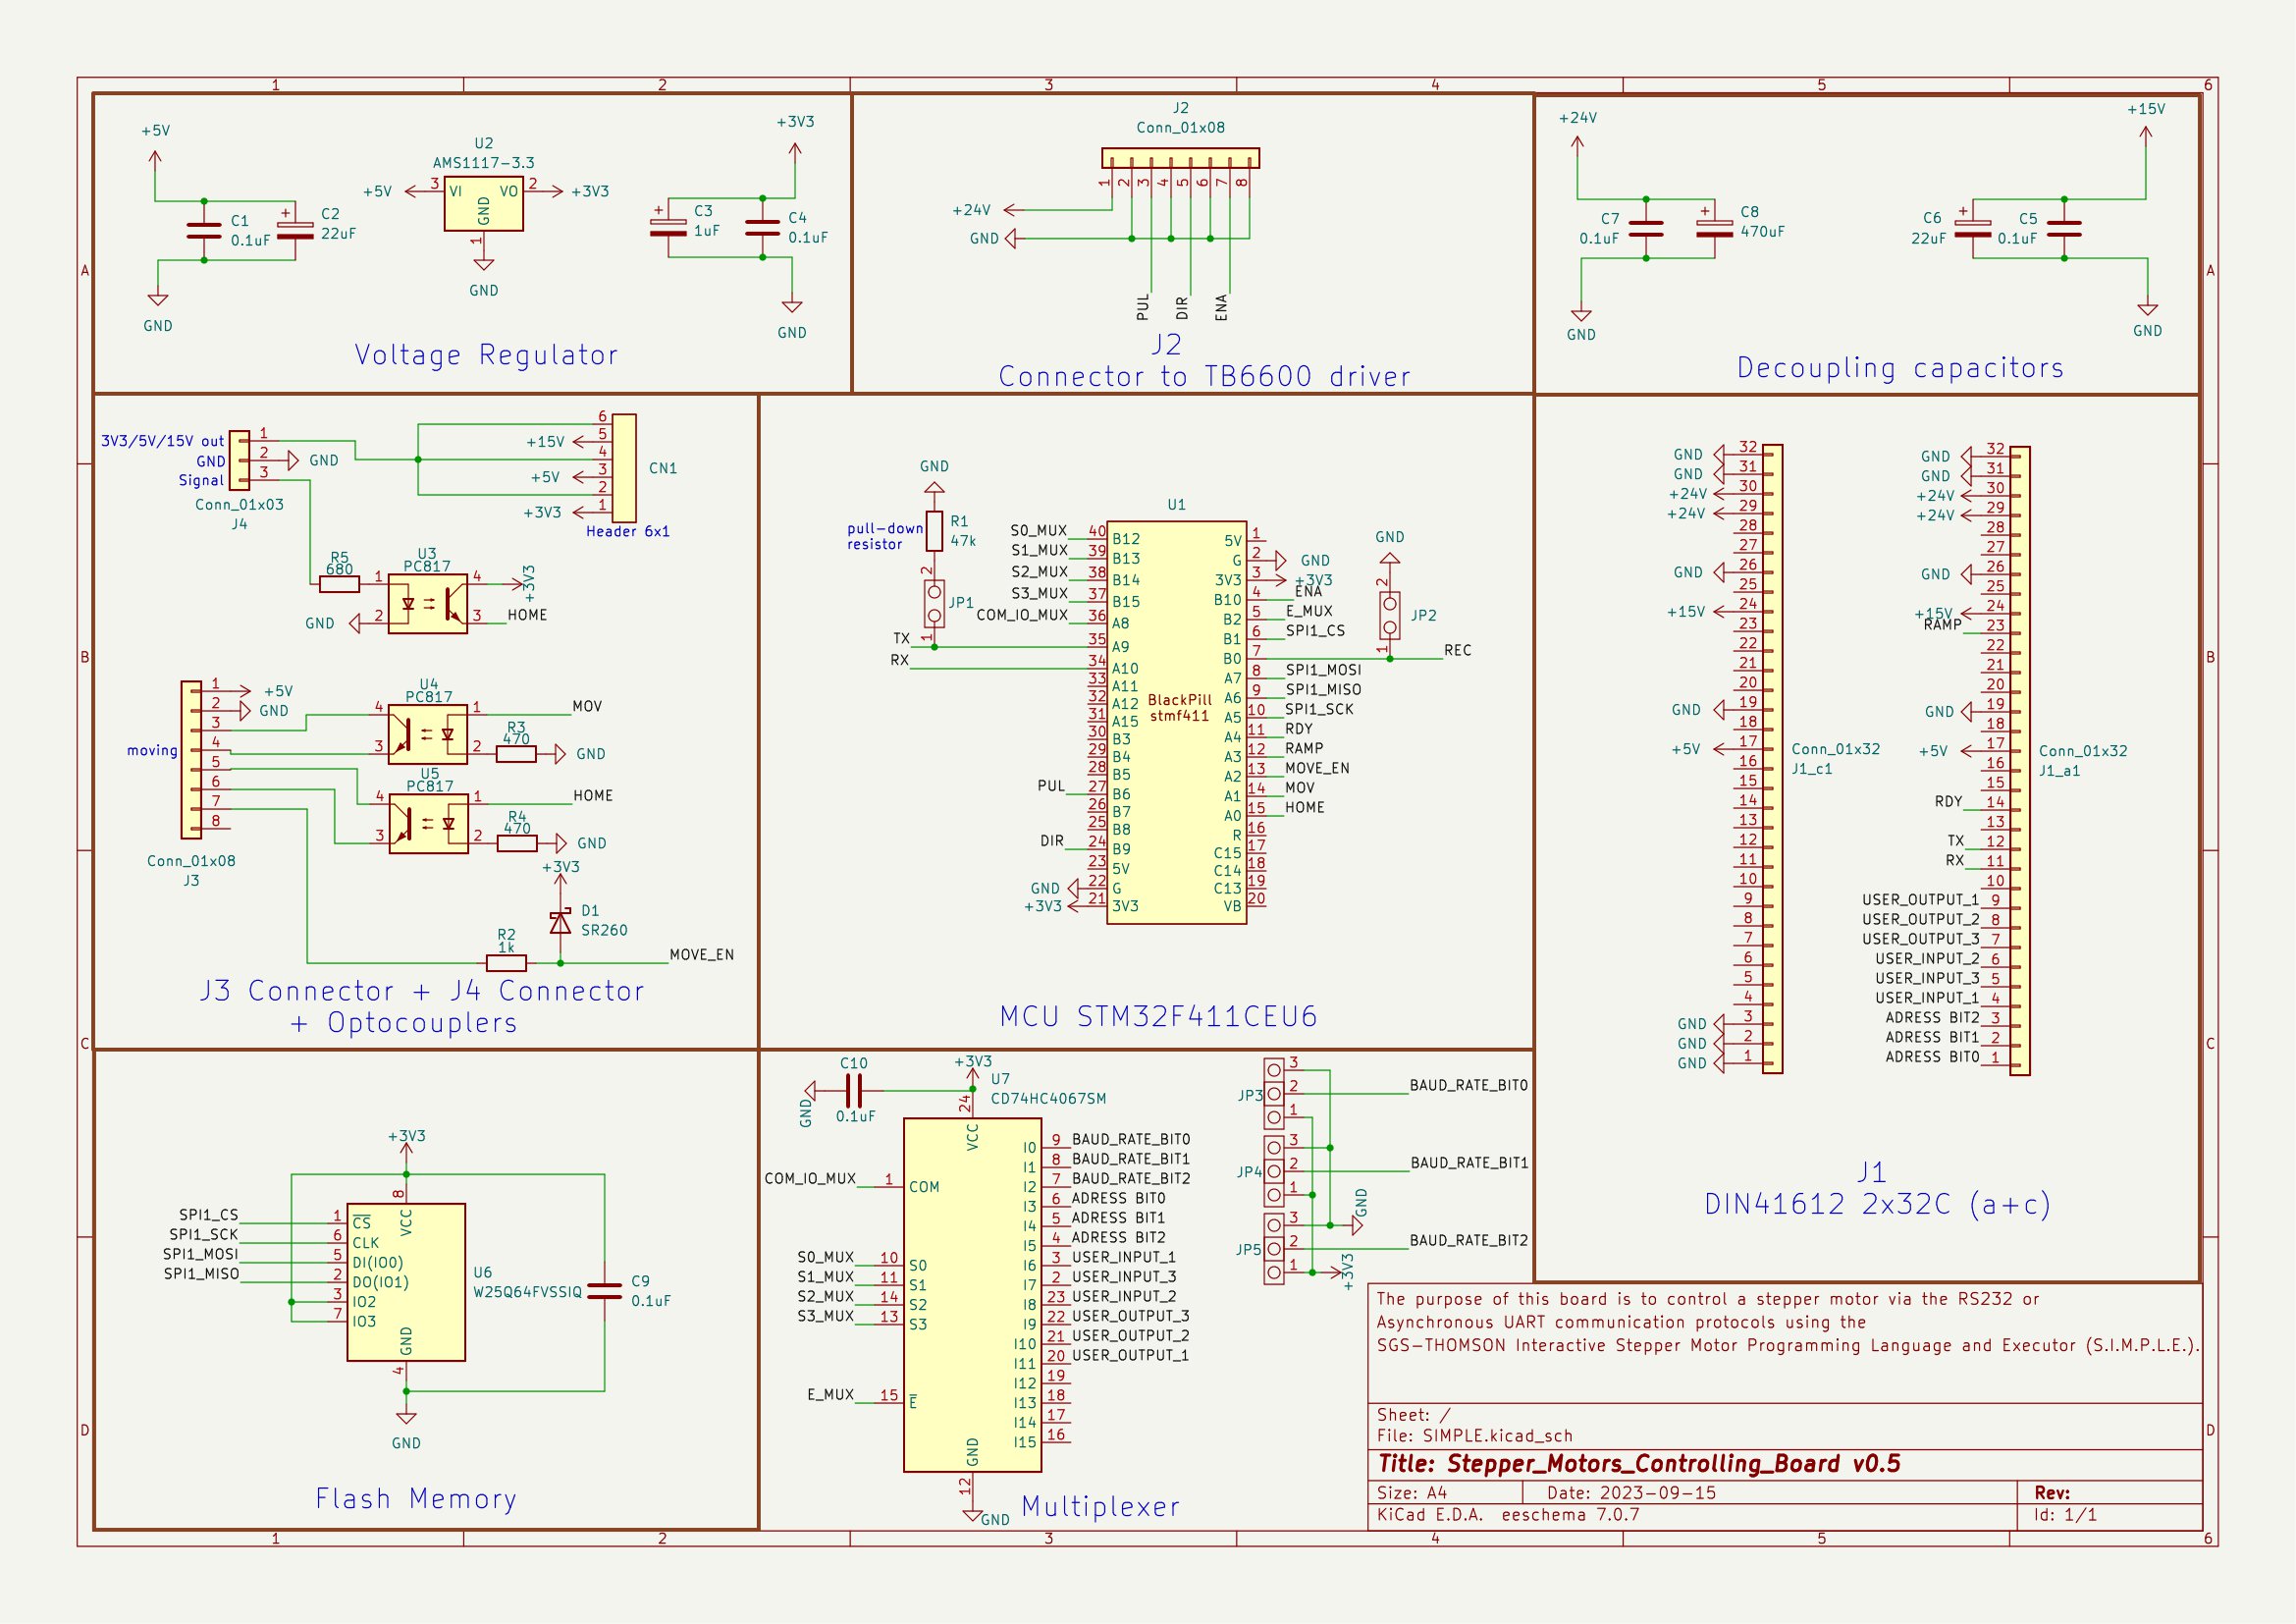 1 2 3 4 5 6
A
B
C
D
+5V
C1
0.1uF
C2
22uF
GND
U2
AMS1117-3.3
+5V
3 VI VO 2
+3V3
GND
1
GND
+3V3
C3
1uF
C4
0.1uF
GND
Voltage Regulator
J2
Conn_01x08
1 2 3 4 5 6 7 8
+24V
GND
PUL
DIR
ENA
J2
Connector to TB6600 driver
+24V
C7
0.1uF
C8
470uF
GND
+15V
C6
22uF
C5
0.1uF
GND
Decoupling capacitors
3V3/5V/15V out
GND
Signal
1
2
3
GND
Conn_01x03
J4
6
5
4
3
2
1
+15V
+5V
+3V3
CN1
Header 6x1
R5
680
U3
PC817
1
2
4
3
GND
+3V3
HOME
1
2
3
4
5
6
7
8
+5V
GND
moving
Conn_01x08
J3
U4
PC817
4
3
1
2
MOV
R3
470
GND
U5
PC817
4
3
1
2
HOME
R4
470
GND
+3V3
D1
SR260
R2
1k
MOVE_EN
J3 Connector + J4 Connector
+ Optocouplers
GND
pull-down
resistor
R1
47k
2
JP1
1
TX
RX
U1
BlackPill
stmf411
S0_MUX 40 B12
S1_MUX 39 B13
S2_MUX 38 B14
S3_MUX 37 B15
COM_IO_MUX 36 A8
35 A9
34 A10
33 A11
32 A12
31 A15
30 B3
29 B4
28 B5
PUL 27 B6
26 B7
25 B8
DIR 24 B9
23 5V
GND 22 G
+3V3 21 3V3
5V 1
G 2 GND
3V3 3 +3V3
B10 4 ENA
B2 5 E_MUX
B1 6 SPI1_CS
B0 7 REC
A7 8 SPI1_MOSI
A6 9 SPI1_MISO
A5 10 SPI1_SCK
A4 11 RDY
A3 12 RAMP
A2 13 MOVE_EN
A1 14 MOV
A0 15 HOME
R 16
C15 17
C14 18
C13 19
VB 20
GND
2
JP2
1
MCU STM32F411CEU6
GND 32
GND 31
+24V 30
+24V 29
28
27
GND 26
25
+15V 24
23
22
21
20
GND 19
18
+5V 17
16
15
14
13
12
11
10
9
8
7
6
5
4
GND 3
GND 2
GND 1
Conn_01x32
J1_c1
GND 32
GND 31
+24V 30
+24V 29
28
27
GND 26
25
+15V 24
RAMP 23
22
21
20
GND 19
18
+5V 17
16
15
RDY 14
13
TX 12
RX 11
10
USER_OUTPUT_1 9
USER_OUTPUT_2 8
USER_OUTPUT_3 7
USER_INPUT_2 6
USER_INPUT_3 5
USER_INPUT_1 4
ADRESS BIT2 3
ADRESS BIT1 2
ADRESS BIT0 1
Conn_01x32
J1_a1
J1
DIN41612 2x32C (a+c)
+3V3
8
VCC
SPI1_CS 1 CS
SPI1_SCK 6 CLK
SPI1_MOSI 5 DI(IO0)
SPI1_MISO 2 DO(IO1)
3 IO2
7 IO3
GND
4
GND
U6
W25Q64FVSSIQ
C9
0.1uF
Flash Memory
C10
0.1uF
GND
+3V3
U7
CD74HC4067SM
24
VCC
COM_IO_MUX 1 COM
S0_MUX 10 S0
S1_MUX 11 S1
S2_MUX 14 S2
S3_MUX 13 S3
E_MUX 15 E
I0 9 BAUD_RATE_BIT0
I1 8 BAUD_RATE_BIT1
I2 7 BAUD_RATE_BIT2
I3 6 ADRESS BIT0
I4 5 ADRESS BIT1
I5 4 ADRESS BIT2
I6 3 USER_INPUT_1
I7 2 USER_INPUT_3
I8 23 USER_INPUT_2
I9 22 USER_OUTPUT_3
I10 21 USER_OUTPUT_2
I11 20 USER_OUTPUT_1
I12 19
I13 18
I14 17
I15 16
GND
12
GND
Multiplexer
3
JP3 2 BAUD_RATE_BIT0
1
3
JP4 2 BAUD_RATE_BIT1
1
GND
3
JP5 2 BAUD_RATE_BIT2
1
+3V3
The purpose of this board is to control a stepper motor via the RS232 or
Asynchronous UART communication protocols using the
SGS-THOMSON Interactive Stepper Motor Programming Language and Executor (S.I.M.P.L.E.).
Sheet: /
File: SIMPLE.kicad_sch
Title: Stepper_Motors_Controlling_Board v0.5
Size: A4 Date: 2023-09-15 Rev:
KiCad E.D.A. eeschema 7.0.7 Id: 1/1
1 2 3 4 5 6
A
B
C
D